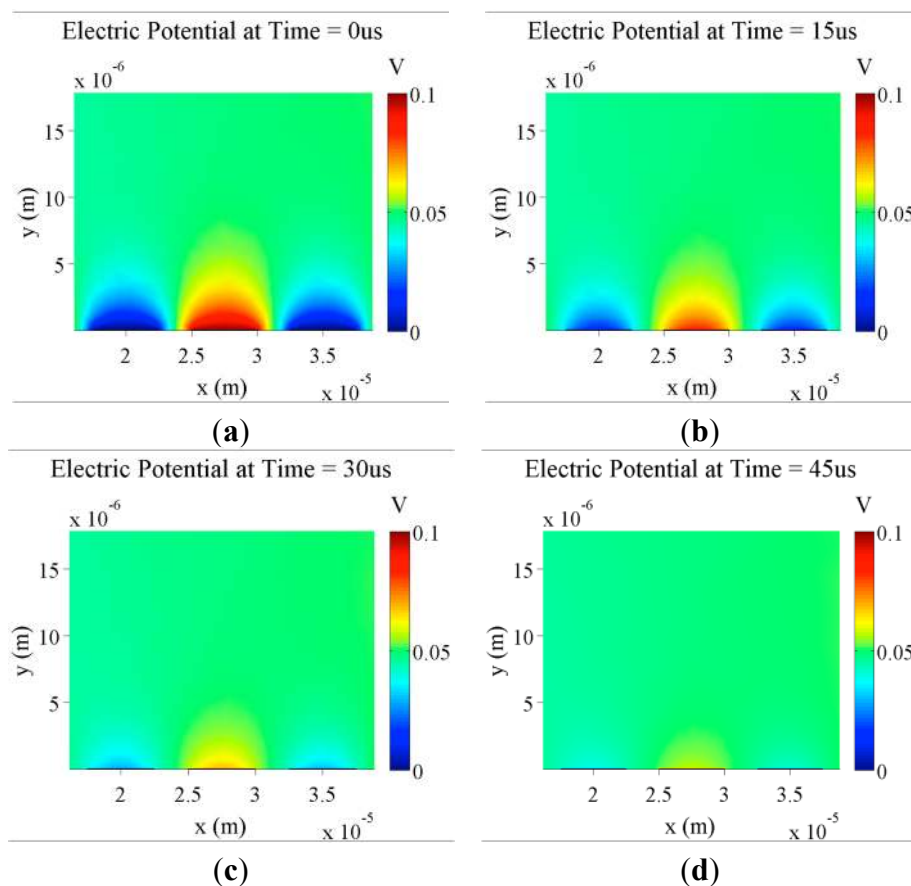 Electric Potential at Time = 0us
x 10^-6
V
0.1
15
10
0.05
5
0
y (m)
2 2.5 3 3.5
x (m)
x 10^-5
(a)
Electric Potential at Time = 15us
x 10^-6
V
0.1
15
10
0.05
5
0
y (m)
2 2.5 3 3.5
x (m)
x 10^-5
(b)
Electric Potential at Time = 30us
x 10^-6
V
0.1
15
10
0.05
5
0
y (m)
2 2.5 3 3.5
x (m)
x 10^-5
(c)
Electric Potential at Time = 45us
x 10^-6
V
0.1
15
10
0.05
5
0
y (m)
2 2.5 3 3.5
x (m)
x 10^-5
(d)